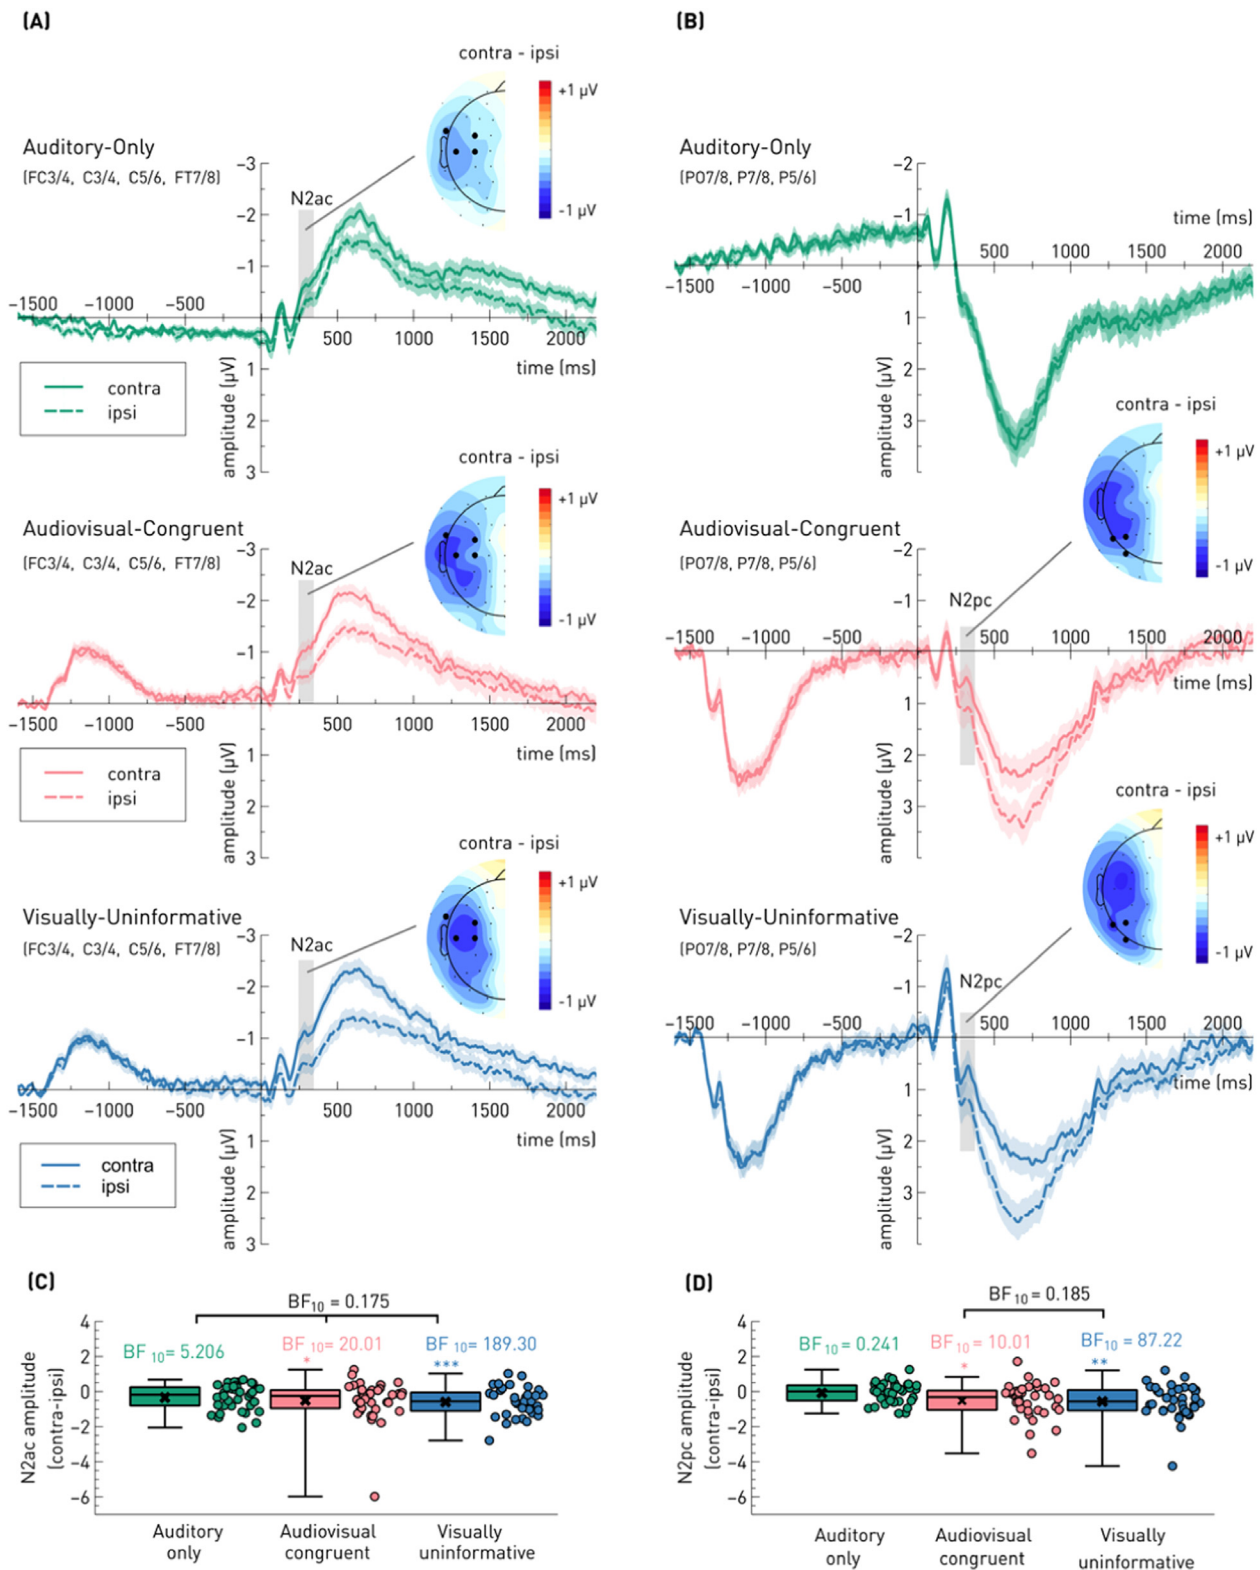 (A)
contra - ipsi
+1 µV
-1 µV
Auditory-Only
(FC3/4, C3/4, C5/6, FT7/8)
N2ac
−3
−2
−1
−1500 −1000 −500
500 1000 1500 2000
time (ms)
1
2
3
amplitude (µV)
contra
ipsi
contra - ipsi
+1 µV
-1 µV
Audiovisual-Congruent
(FC3/4, C3/4, C5/6, FT7/8)
N2ac
−3
−2
−1
−1500 −1000 −500
500 1000 1500 2000
time (ms)
1
2
3
amplitude (µV)
contra
ipsi
contra - ipsi
+1 µV
-1 µV
Visually-Uninformative
(FC3/4, C3/4, C5/6, FT7/8)
N2ac
−3
−2
−1
−1500 −1000 −500
500 1000 1500 2000
time (ms)
1
2
3
amplitude (µV)
contra
ipsi
(B)
Auditory-Only
(PO7/8, P7/8, P5/6)
−2
−1
time (ms)
−1500 −1000 −500
500 1000 1500 2000
1
2
3
amplitude (µV)
contra - ipsi
+1 µV
-1 µV
Audiovisual-Congruent
(PO7/8, P7/8, P5/6)
N2pc
−2
−1
−1500 −1000 −500
500 1000 1500 2000
time (ms)
1
2
3
amplitude (µV)
contra - ipsi
+1 µV
-1 µV
Visually-Uninformative
(PO7/8, P7/8, P5/6)
N2pc
−2
−1
−1500 −1000 −500
500 1000 1500 2000
time (ms)
1
2
3
amplitude (µV)
(C)
BF10 = 0.175
BF 10= 5.206
BF 10= 20.01
*
BF 10= 189.30
***
4
2
0
−2
−4
−6
N2ac amplitude
(contra-ipsi)
Auditory
only
Audiovisual
congruent
Visually
uninformative
(D)
BF10 = 0.185
BF10 = 0.241
BF10 = 10.01
*
BF10 = 87.22
**
4
2
0
−2
−4
−6
N2pc amplitude
(contra-ipsi)
Auditory
only
Audiovisual
congruent
Visually
uninformative